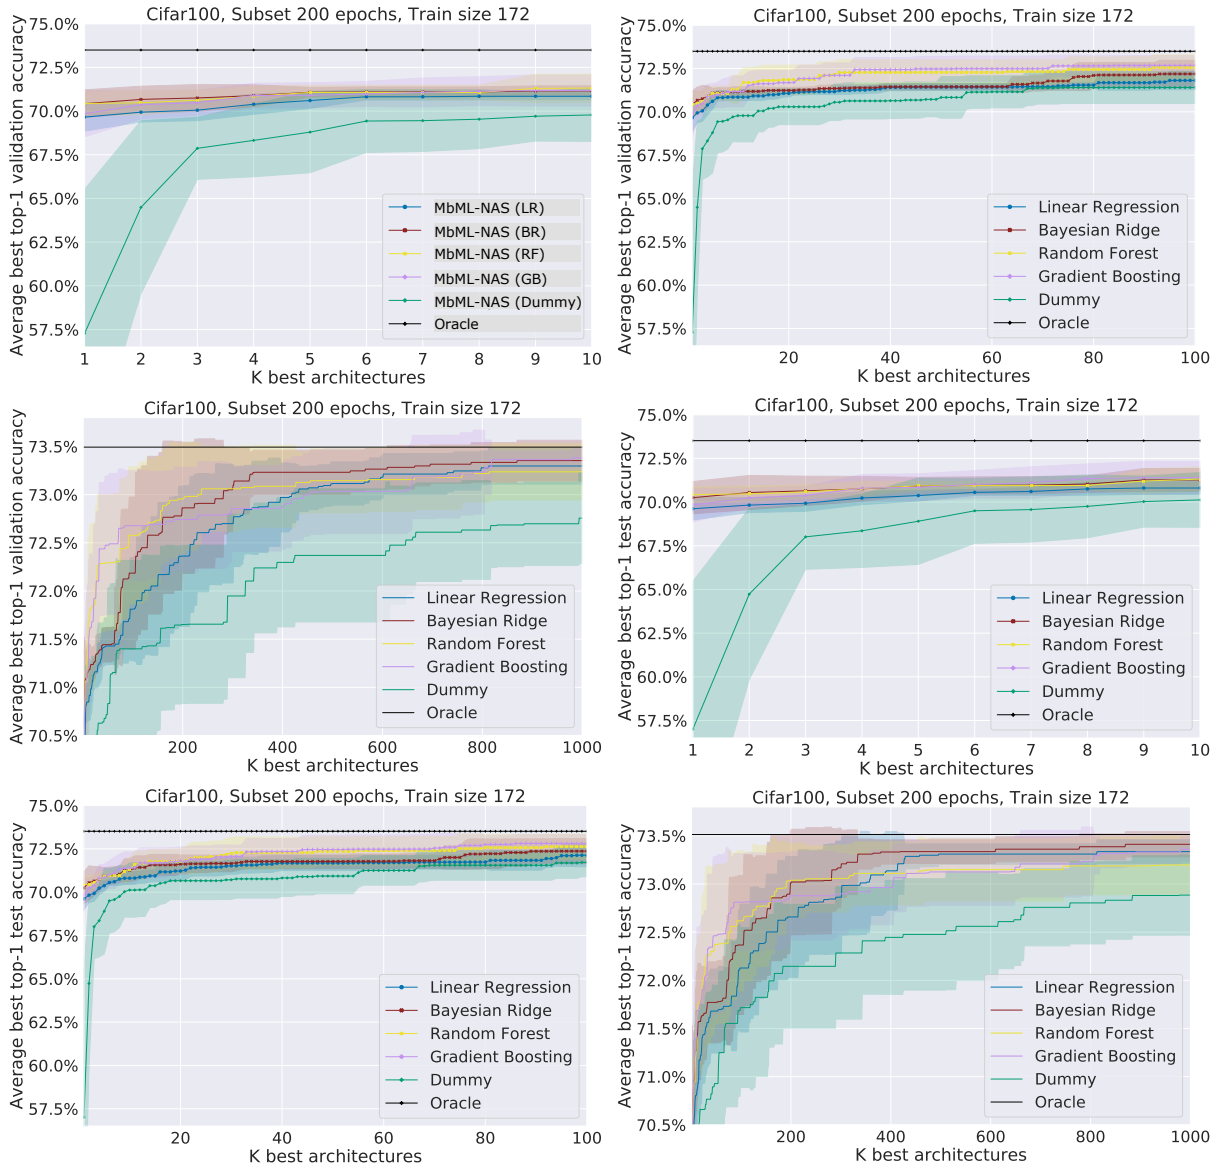 Cifar100, Subset 200 epochs, Train size 172
Average best top-1 validation accuracy
75.0%
72.5%
70.0%
67.5%
65.0%
62.5%
60.0%
57.5%
MbML-NAS (LR)
MbML-NAS (BR)
MbML-NAS (RF)
MbML-NAS (GB)
MbML-NAS (Dummy)
Oracle
1 2 3 4 5 6 7 8 9 10
K best architectures
Cifar100, Subset 200 epochs, Train size 172
Average best top-1 validation accuracy
75.0%
72.5%
70.0%
67.5%
65.0%
62.5%
60.0%
57.5%
Linear Regression
Bayesian Ridge
Random Forest
Gradient Boosting
Dummy
Oracle
20 40 60 80 100
K best architectures
Cifar100, Subset 200 epochs, Train size 172
Average best top-1 validation accuracy
73.5%
73.0%
72.5%
72.0%
71.5%
71.0%
70.5%
Linear Regression
Bayesian Ridge
Random Forest
Gradient Boosting
Dummy
Oracle
200 400 600 800 1000
K best architectures
Cifar100, Subset 200 epochs, Train size 172
Average best top-1 test accuracy
75.0%
72.5%
70.0%
67.5%
65.0%
62.5%
60.0%
57.5%
Linear Regression
Bayesian Ridge
Random Forest
Gradient Boosting
Dummy
Oracle
1 2 3 4 5 6 7 8 9 10
K best architectures
Cifar100, Subset 200 epochs, Train size 172
Average best top-1 test accuracy
75.0%
72.5%
70.0%
67.5%
65.0%
62.5%
60.0%
57.5%
Linear Regression
Bayesian Ridge
Random Forest
Gradient Boosting
Dummy
Oracle
20 40 60 80 100
K best architectures
Cifar100, Subset 200 epochs, Train size 172
Average best top-1 test accuracy
73.5%
73.0%
72.5%
72.0%
71.5%
71.0%
70.5%
Linear Regression
Bayesian Ridge
Random Forest
Gradient Boosting
Dummy
Oracle
200 400 600 800 1000
K best architectures